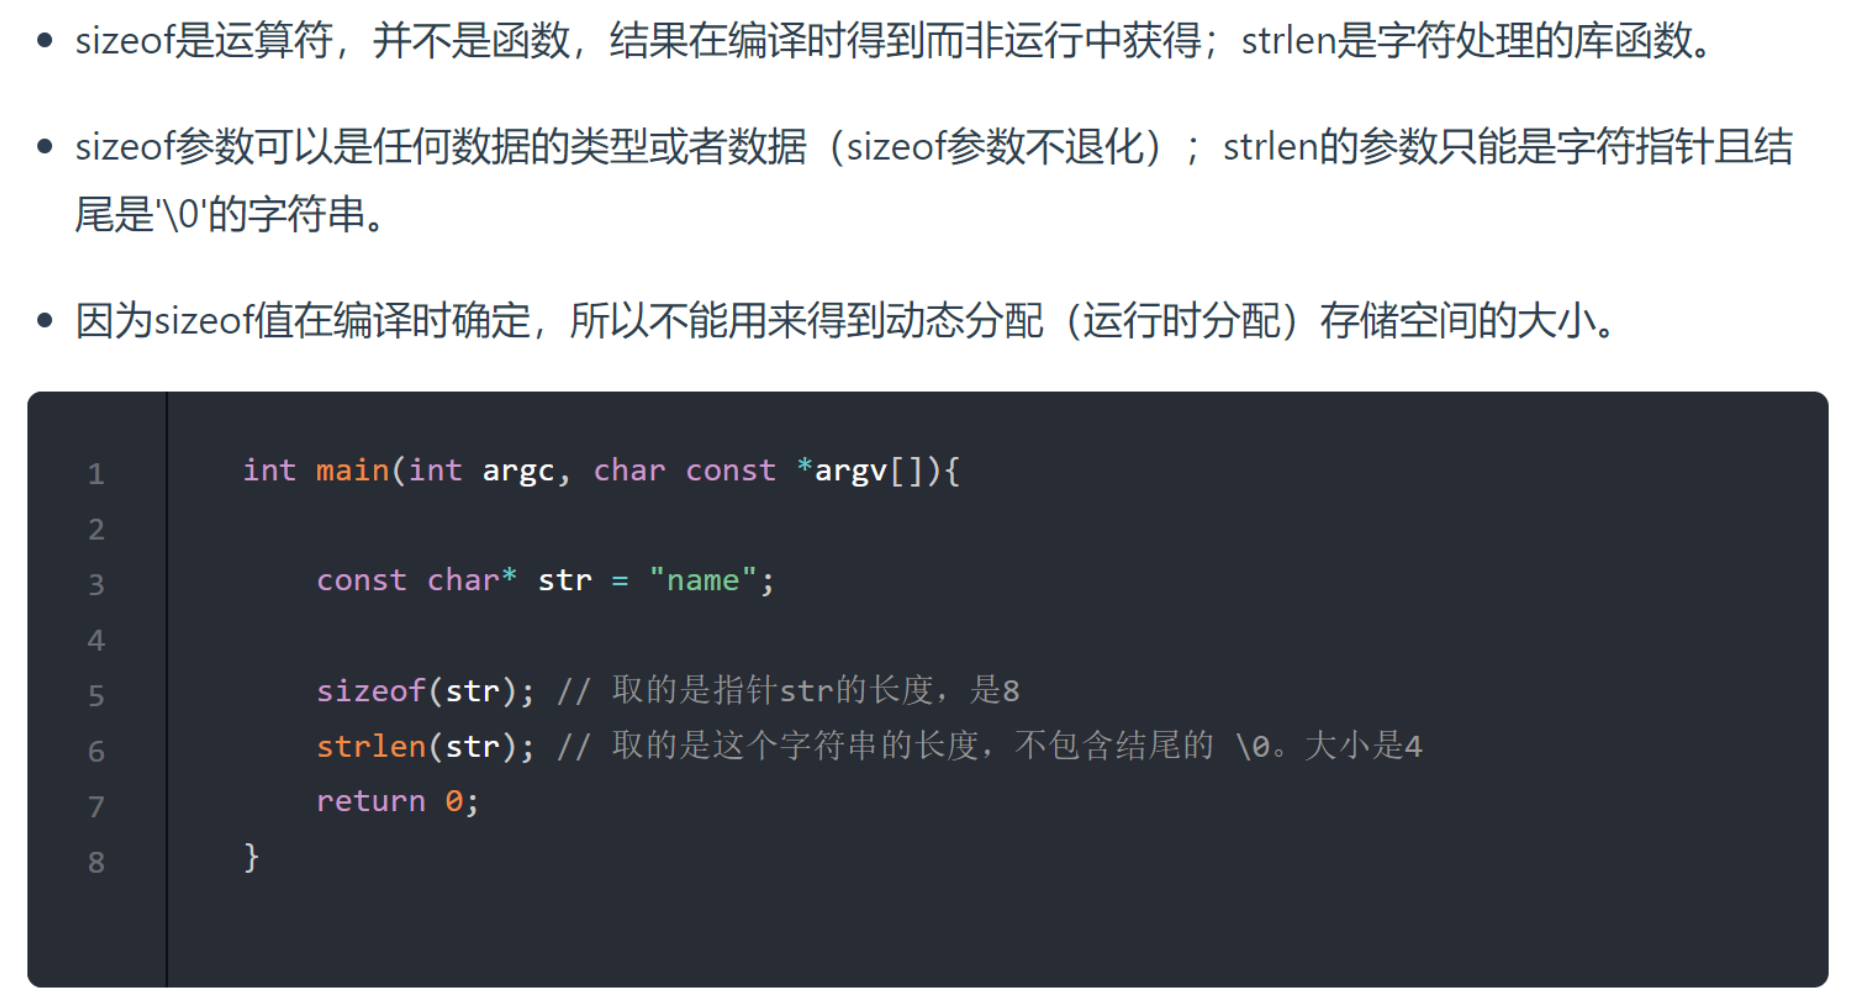 • sizeof是运算符，并不是函数，结果在编译时得到而非运行中获得；strlen是字符处理的库函数。
• sizeof参数可以是任何数据的类型或者数据（sizeof参数不退化）；strlen的参数只能是字符指针且结
尾是'\0'的字符串。
• 因为sizeof值在编译时确定，所以不能用来得到动态分配（运行时分配）存储空间的大小。
1 int main(int argc, char const *argv[]){
2
3 const char* str = "name";
4
5 sizeof(str); // 取的是指针str的长度，是8
6 strlen(str); // 取的是这个字符串的长度，不包含结尾的 \0。大小是4
7 return 0;
8 }